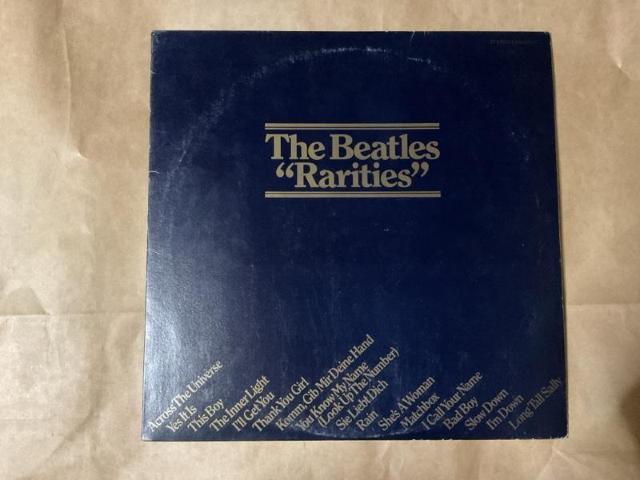 The Beatles
“Rarities”
Across The Universe
Yes It Is
This Boy
The Inner Light
I'll Get You
Thank You Girl
Komm, Gib Mir Deine Hand
You Know My Name
(Look Up The Number)
Sie Liebt Dich
Rain
She's A Woman
Matchbox
I Call Your Name
Bad Boy
Slow Down
I'm Down
Long Tall Sally